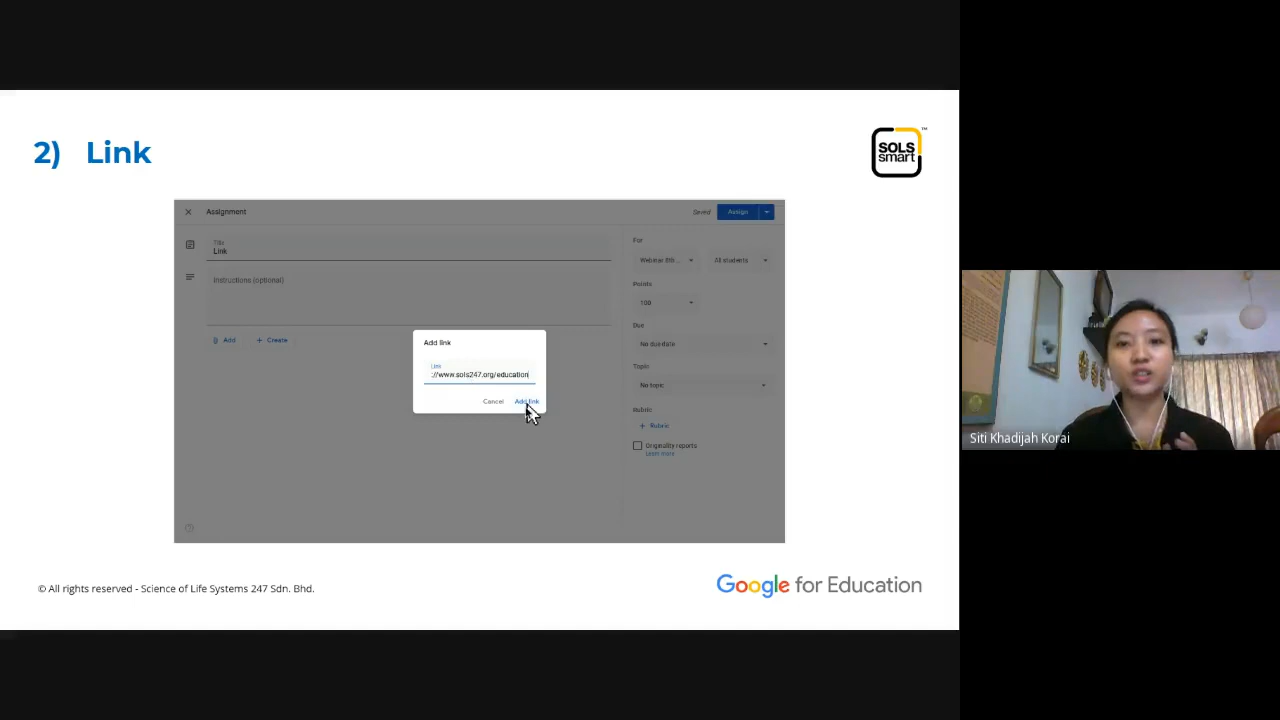 2) Link
SOLS
smart
TM
Assignment
Saved
Assign
Title
Link
Instructions (optional)
Add
Create
Add link
Link
://www.sols247.org/education
Cancel
Add link
For
Webinar 8th...
All students
Points
100
Due
No due date
Topic
No topic
Rubric
Rubric
Originality reports
Learn more
© All rights reserved - Science of Life Systems 247 Sdn. Bhd.
Google for Education
Siti Khadijah Korai